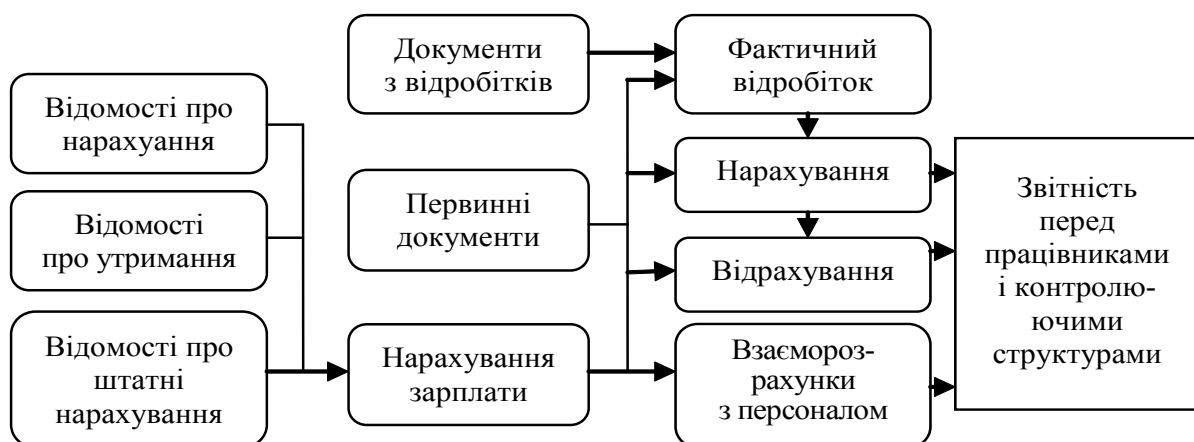 Документи
з відробітків
Фактичний
відробіток
Відомості про
нарахуання
Нарахування
Звітність
перед
працівниками
і контролю-
ючими
структурами
Первинні
документи
Відомості
про утримання
Відрахування
Відомості про
штатні
нарахування
Нарахування
зарплати
Взаємороз-
рахунки
з персоналом